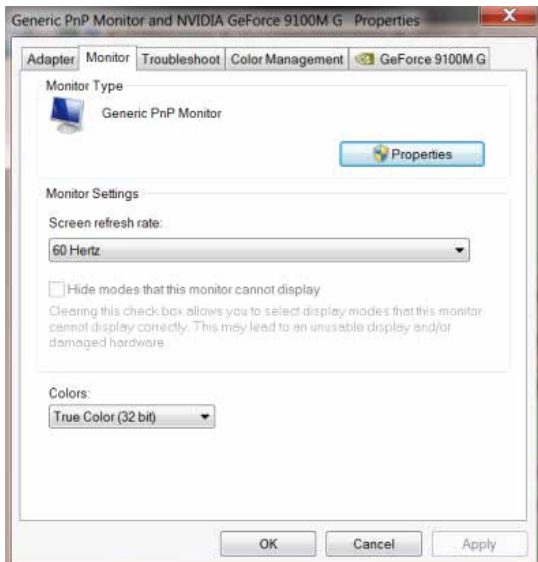 Generic PnP Monitor and NVIDIA GeForce 9100M G Properties
X
Adapter Monitor Troubleshoot Color Management GeForce 9100M G
Monitor Type
Generic PnP Monitor
Properties
Monitor Settings
Screen refresh rate:
60 Hertz
Hide modes that this monitor cannot display
Clearing this check box allows you to select display modes that this monitor
cannot display correctly. This may lead to an unusable display and/or
damaged hardware.
Colors:
True Color (32 bit)
OK Cancel Apply